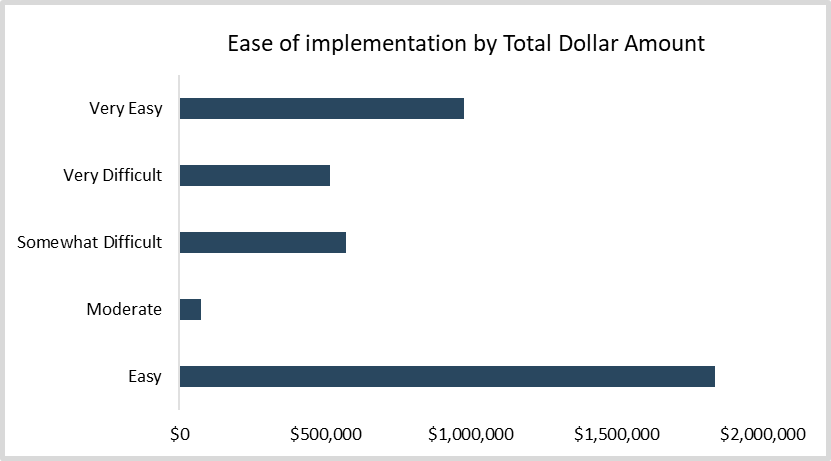 Ease of implementation by Total Dollar Amount
Very Easy
Very Difficult
Somewhat Difficult
Moderate
Easy
$0 $500,000 $1,000,000 $1,500,000 $2,000,000